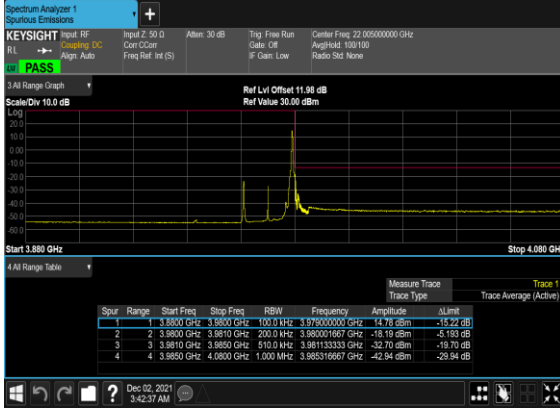 Spectrum Analyzer 1
Spurious Emissions
+
KEYSIGHT Input: RF Input Z: 50 Ω Atten: 30 dB Trig: Free Run Center Freq: 22.005000000 GHz
RL Coupling: DC Corr CCorr Gate: Off Avg|Hold: 100/100
Align: Auto Freq Ref: Int (S) IF Gain: Low Radio Std: None
PASS
3 All Range Graph Ref Lvl Offset 11.98 dB
Scale/Div 10.0 dB Ref Value 30.00 dBm
Log
20.0
10.0
0.00
-10.0
-20.0
-30.0
-40.0
-50.0
-60.0
Start 3.880 GHz Stop 4.080 GH
4 All Range Table
Measure Trace Trace 1
Trace Type Trace Average (Active)
Spur Range Start Freq Stop Freq RBW Frequency Amplitude ΔLimit
1 1 3.8800 GHz 3.9800 GHz 100.0 kHz 3.979000000 GHz 14.78 dBm -15.22 dB
2 2 3.9800 GHz 3.9810 GHz 200.0 kHz 3.980001667 GHz -18.19 dBm -5.193 dB
3 3 3.9810 GHz 3.9850 GHz 510.0 kHz 3.981133333 GHz -32.70 dBm -19.70 dB
4 4 3.9850 GHz 4.0800 GHz 1.000 MHz 3.985316667 GHz -42.94 dBm -29.94 dB
? Dec 02, 2021
3:42:37 AM